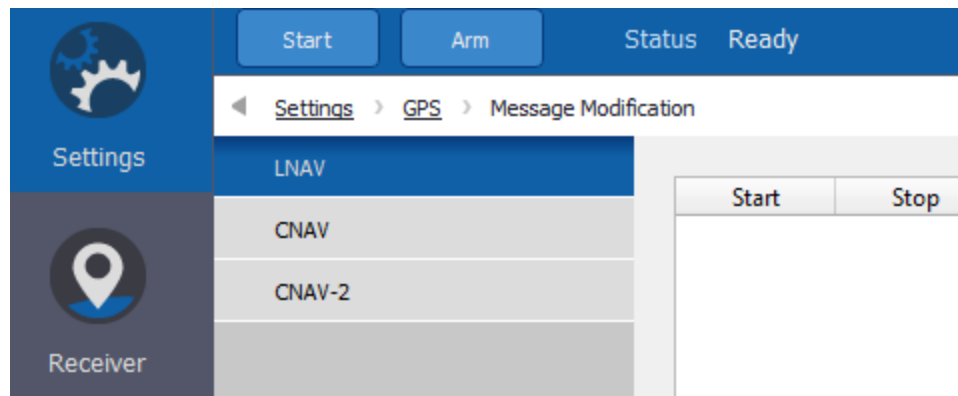 Start Arm Status Ready
Settings GPS Message Modification
Settings
LNAV
Start Stop
CNAV
CNAV-2
Receiver